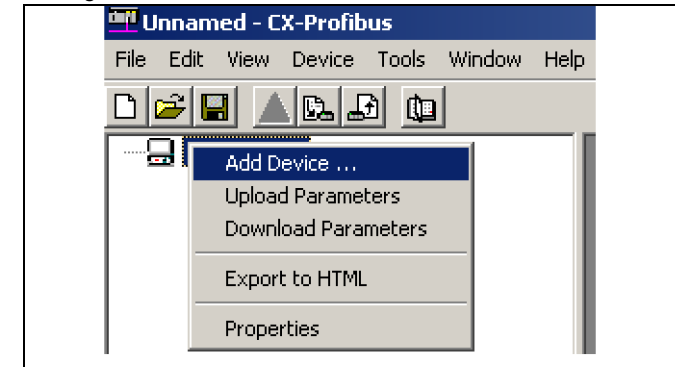 Unnamed - CX-Profibus
File Edit View Device Tools Window Help
Add Device ...
Upload Parameters
Download Parameters
Export to HTML
Properties